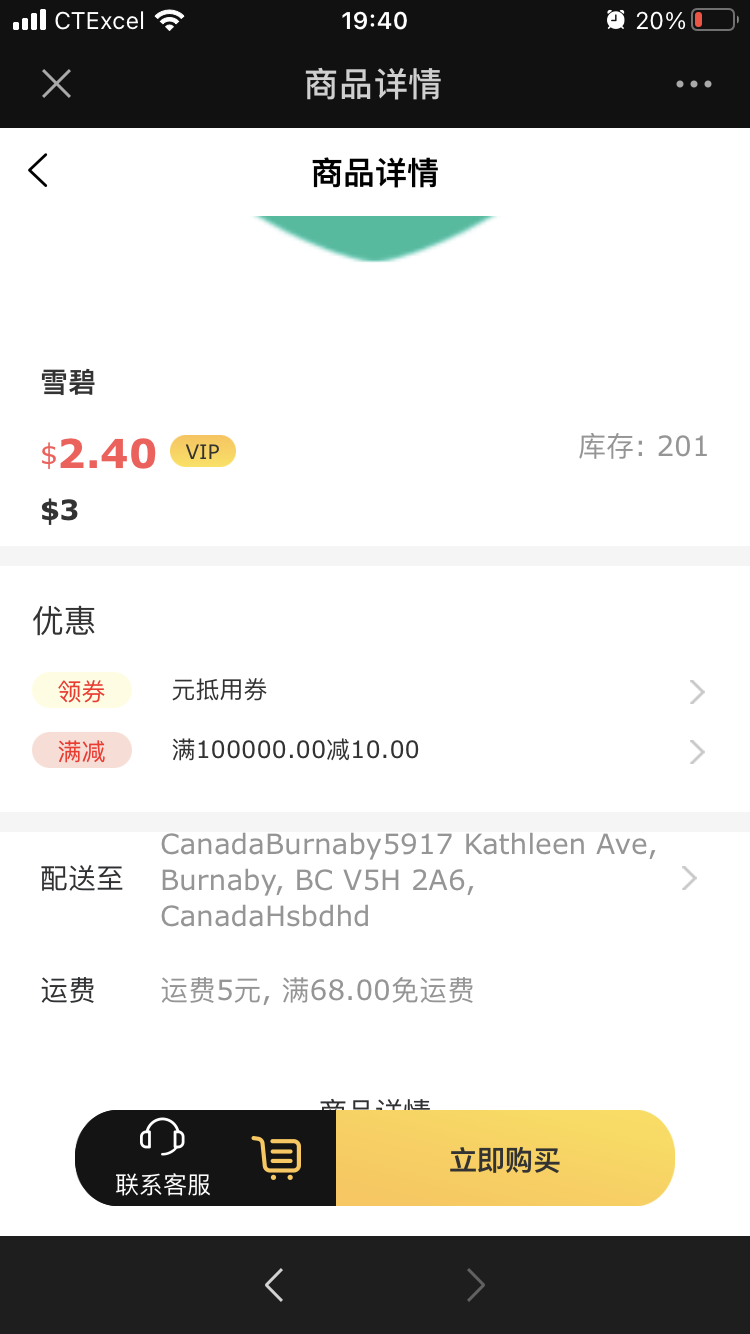 CTExcel 19:40 20%
商品详情
商品详情
雪碧
$2.40 VIP 库存: 201
$3
优惠
领券 元抵用券
满减 满100000.00减10.00
CanadaBurnaby5917 Kathleen Ave,
配送至 Burnaby, BC V5H 2A6,
CanadaHsbdhd
运费 运费5元, 满68.00免运费
商品详情
联系客服 立即购买